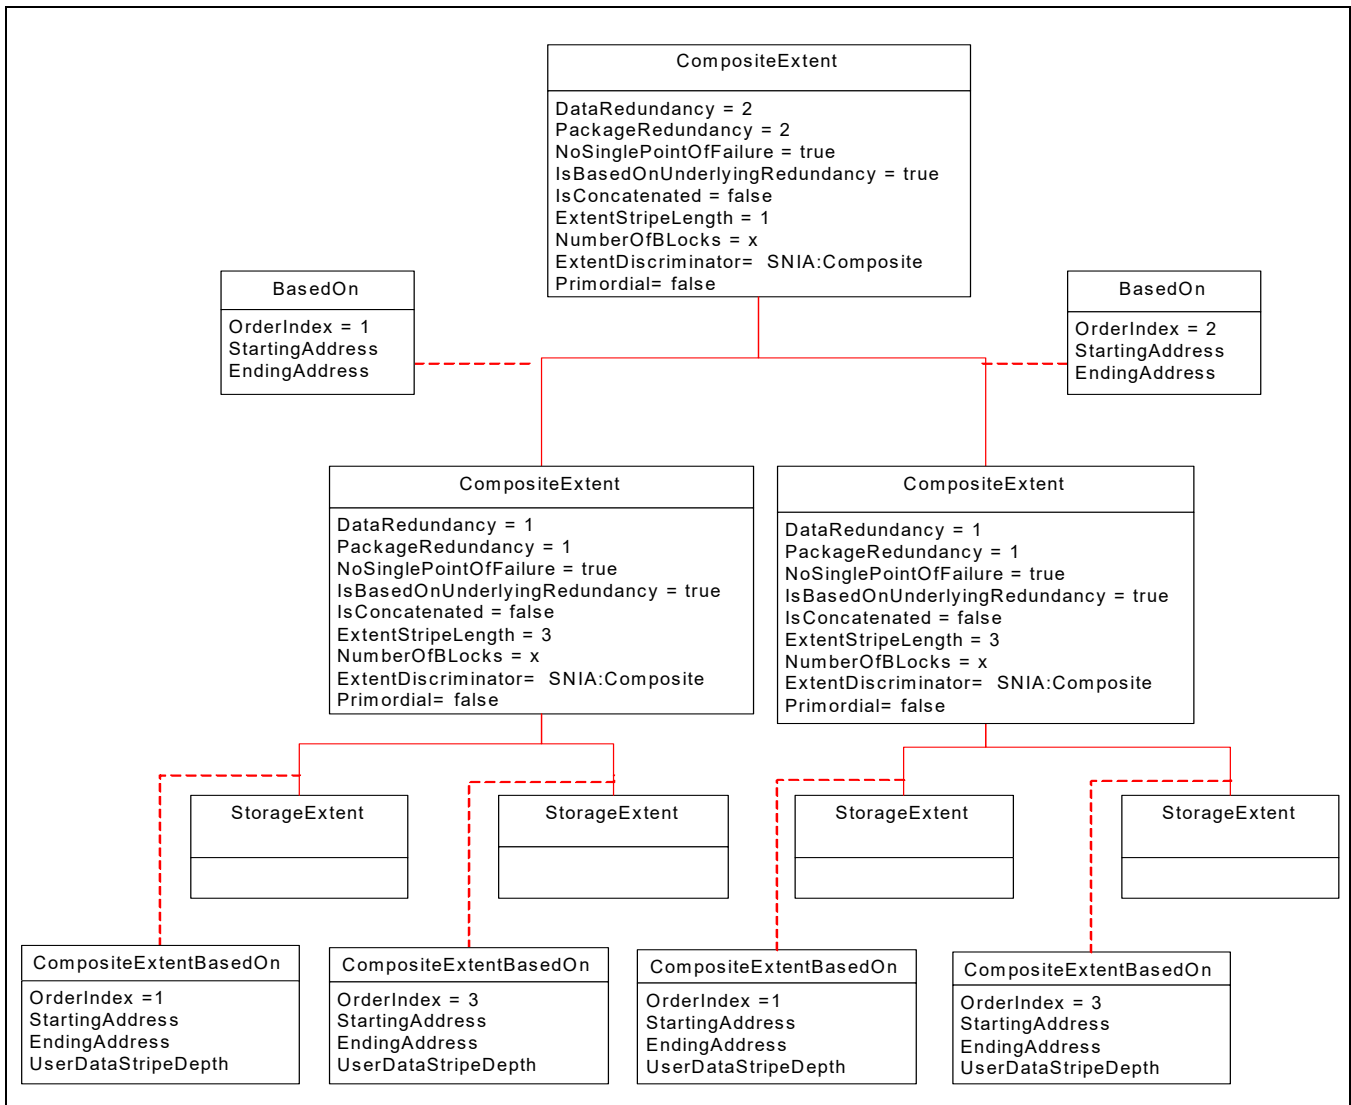 CompositeExtent
DataRedundancy = 2
PackageRedundancy = 2
NoSinglePointOfFailure = true
IsBasedOnUnderlyingRedundancy = true
IsConcatenated = false
ExtentStripeLength = 1
NumberOfBLocks = x
ExtentDiscriminator= SNIA:Composite
Primordial= false
BasedOn
OrderIndex = 1
StartingAddress
EndingAddress
BasedOn
OrderIndex = 2
StartingAddress
EndingAddress
CompositeExtent
DataRedundancy = 1
PackageRedundancy = 1
NoSinglePointOfFailure = true
IsBasedOnUnderlyingRedundancy = true
IsConcatenated = false
ExtentStripeLength = 3
NumberOfBLocks = x
ExtentDiscriminator= SNIA:Composite
Primordial= false
CompositeExtent
DataRedundancy = 1
PackageRedundancy = 1
NoSinglePointOfFailure = true
IsBasedOnUnderlyingRedundancy = true
IsConcatenated = false
ExtentStripeLength = 3
NumberOfBLocks = x
ExtentDiscriminator= SNIA:Composite
Primordial= false
StorageExtent
StorageExtent
StorageExtent
StorageExtent
CompositeExtentBasedOn
OrderIndex =1
StartingAddress
EndingAddress
UserDataStripeDepth
CompositeExtentBasedOn
OrderIndex = 3
StartingAddress
EndingAddress
UserDataStripeDepth
CompositeExtentBasedOn
OrderIndex =1
StartingAddress
EndingAddress
UserDataStripeDepth
CompositeExtentBasedOn
OrderIndex = 3
StartingAddress
EndingAddress
UserDataStripeDepth